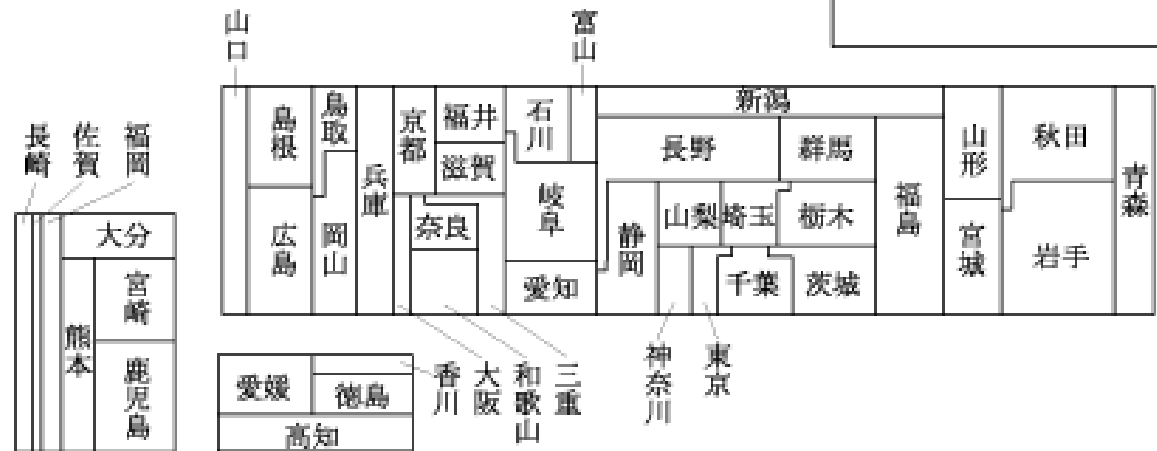 山口
富山
島根
鳥取
兵庫
京都
福井
石川
新潟
山形
秋田
青森
長野
群馬
滋賀
長崎
佐賀
福岡
岐阜
福島
広島
岡山
奈良
静岡
山梨
埼玉
栃木
宮城
岩手
大分
愛知
千葉
茨城
宮崎
熊本
鹿児島
愛媛
徳島
香川
大阪
和歌山
三重
神奈川
東京
高知